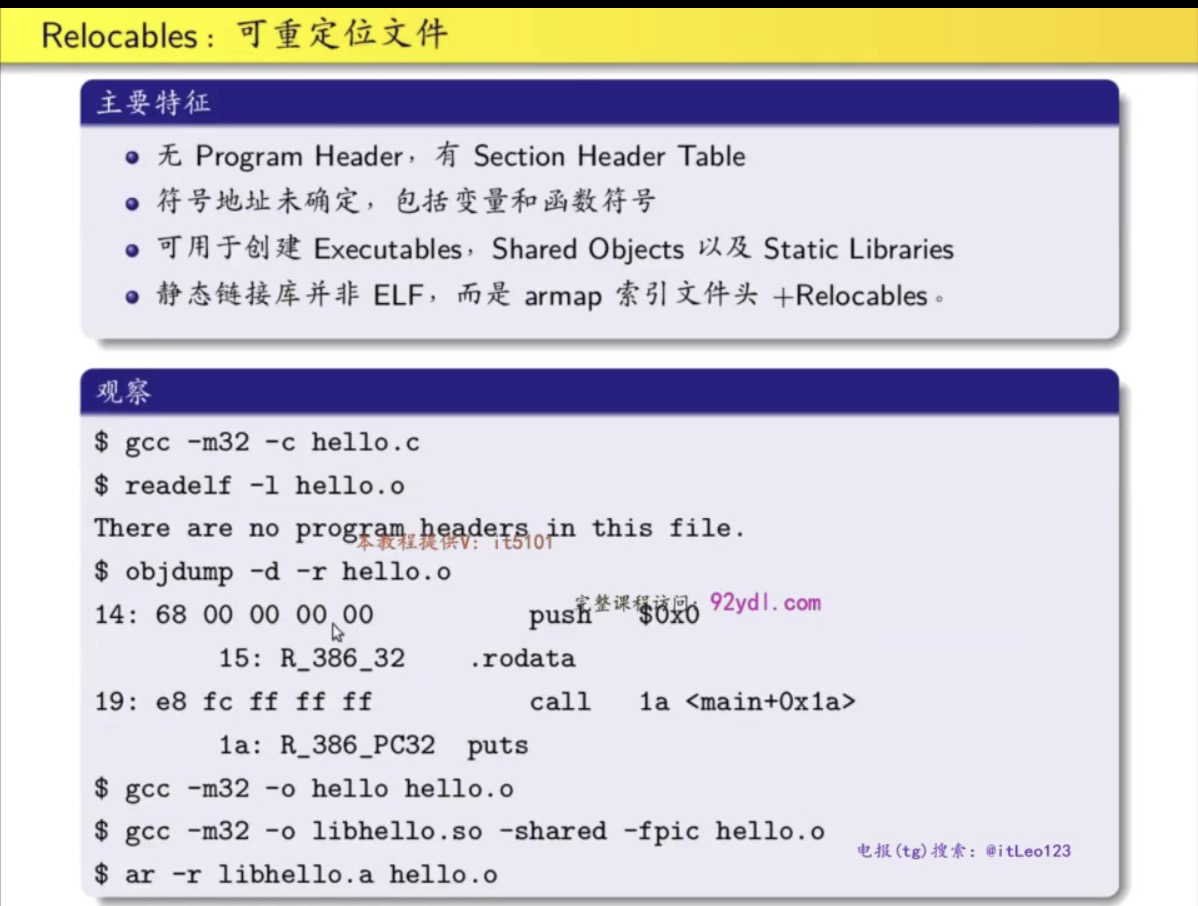 Relocables：可重定位文件
主要特征
无 Program Header，有 Section Header Table
符号地址未确定，包括变量和函数符号
可用于创建 Executables，Shared Objects 以及 Static Libraries
静态链接库并非 ELF，而是 armap 索引文件头 +Relocables。
观察
$ gcc -m32 -c hello.c
$ readelf -l hello.o
There are no program headers in this file.
本教程提供V: it5101
$ objdump -d -r hello.o
完整课程访问: 92ydl.com
14: 68 00 00 00 00 push $0x0
15: R_386_32 .rodata
19: e8 fc ff ff ff call 1a <main+0x1a>
1a: R_386_PC32 puts
$ gcc -m32 -o hello hello.o
$ gcc -m32 -o libhello.so -shared -fpic hello.o
电报(tg)搜索: @itLeo123
$ ar -r libhello.a hello.o